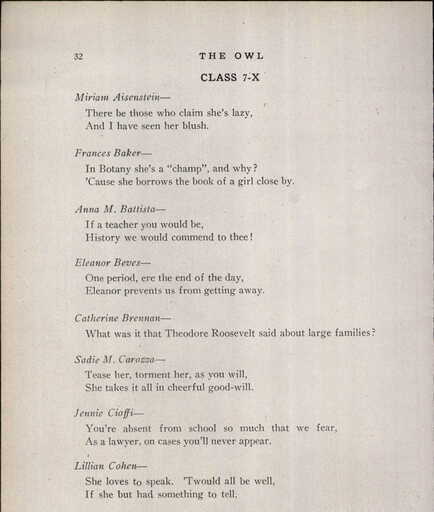 32 THE OWL
CLASS 7-X
Miriam Aisenstein—
There be those who claim she's lazy,
And I have seen her blush.
Frances Baker—
In Botany she's a "champ", and why?
'Cause she borrows the book of a girl close by.
Anna M. Battista—
If a teacher you would be,
History we would commend to thee!
Eleanor Beves—
One period, ere the end of the day,
Eleanor prevents us from getting away.
Catherine Brennan—
What was it that Theodore Roosevelt said about large families?
Sadie M. Carozza—
Tease her, torment her, as you will,
She takes it all in cheerful good-will.
Jennie Cioffi—
You're absent from school so much that we fear,
As a lawyer, on cases you'll never appear.
Lillian Cohen—
She loves to speak. 'Twould all be well,
If she but had something to tell.